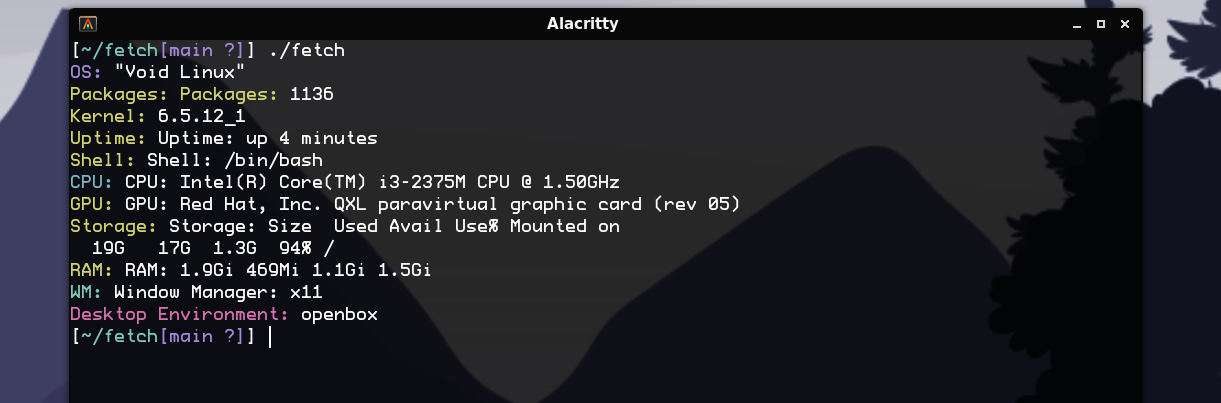 Alacritty
[~/fetch[main ?]] ./fetch
OS: "Void Linux"
Packages: Packages: 1136
Kernel: 6.5.12_1
Uptime: Uptime: up 4 minutes
Shell: Shell: /bin/bash
CPU: CPU: Intel(R) Core(TM) i3-2375M CPU @ 1.50GHz
GPU: GPU: Red Hat, Inc. QXL paravirtual graphic card (rev 05)
Storage: Storage: Size  Used Avail Use% Mounted on
  19G   17G  1.3G  94% /
RAM: RAM: 1.9Gi 469Mi 1.1Gi 1.5Gi
WM: Window Manager: x11
Desktop Environment: openbox
[~/fetch[main ?]]